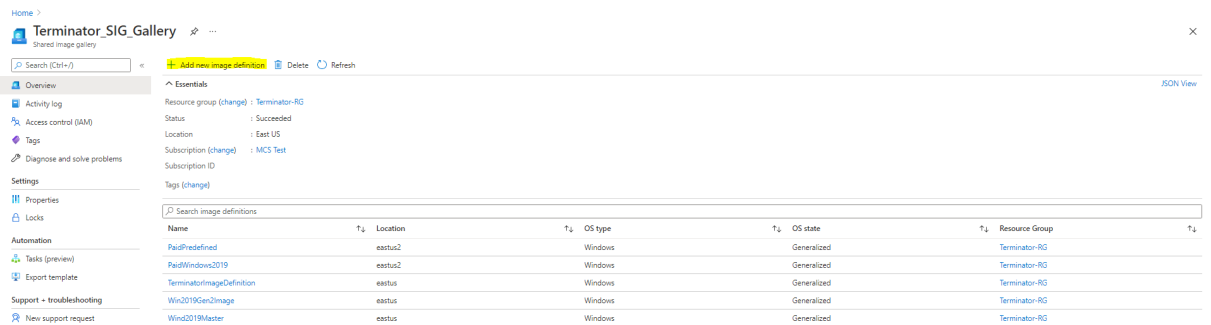 Home >
Terminator_SIG_Gallery ...
Shared image gallery
Search (Ctrl+/) «
Overview
Activity log
Access control (IAM)
Tags
Diagnose and solve problems
Settings
Properties
Locks
Automation
Tasks (preview)
Export template
Support + troubleshooting
New support request
+ Add new image definition Delete Refresh
Essentials JSON View
Resource group (change) : Terminator-RG
Status : Succeeded
Location : East US
Subscription (change) : MCS Test
Subscription ID
Tags (change)
Search image definitions
Name ↑↓ Location ↑↓ OS type ↑↓ OS state ↑↓ Resource Group ↑↓
PaidPredefined eastus2 Windows Generalized Terminator-RG
PaidWindows2019 eastus2 Windows Generalized Terminator-RG
TerminatorImageDefinition eastus Windows Generalized Terminator-RG
Win2019Gen2Image eastus Windows Generalized Terminator-RG
Wind2019Master eastus Windows Generalized Terminator-RG